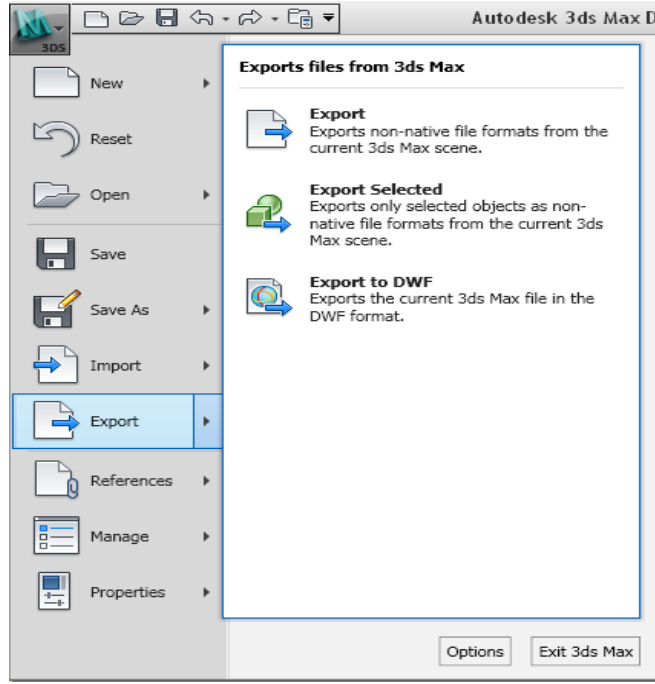 Autodesk 3ds Max D
3DS
New
Reset
Open
Save
Save As
Import
Export
References
Manage
Properties
Exports files from 3ds Max
Export
Exports non-native file formats from the
current 3ds Max scene.
Export Selected
Exports only selected objects as non-
native file formats from the current 3ds
Max scene.
Export to DWF
Exports the current 3ds Max file in the
DWF format.
Options
Exit 3ds Max